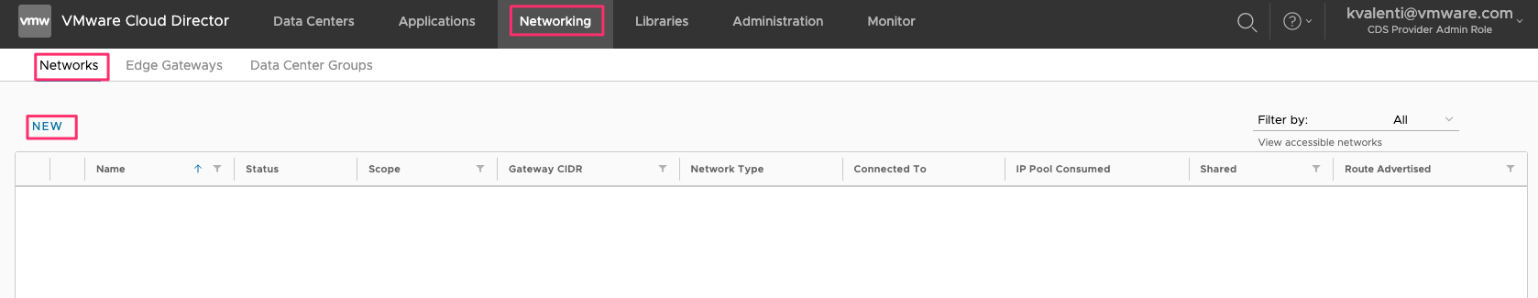 vmw VMware Cloud Director Data Centers Applications Networking Libraries Administration Monitor kvalenti@vmware.com
CDS Provider Admin Role
Networks Edge Gateways Data Center Groups
NEW
Filter by: All
View accessible networks
Name Status Scope Gateway CIDR Network Type Connected To IP Pool Consumed Shared Route Advertised